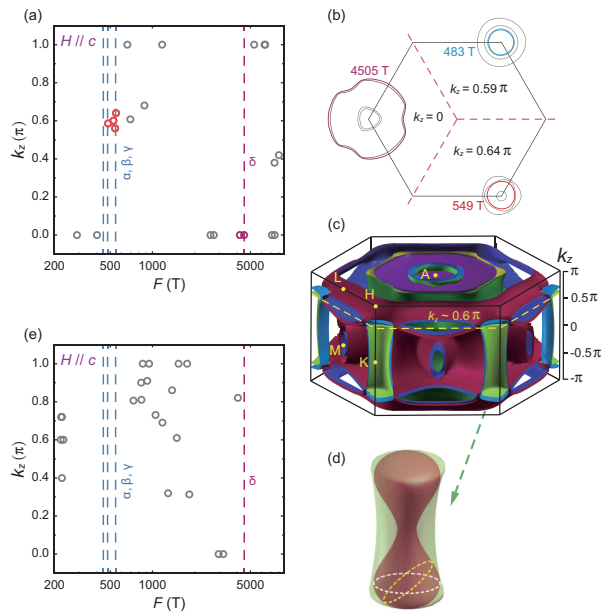 (a)
H // c
α, β, γ
δ
1.0
0.8
0.6
0.4
0.2
0.0
k_z (π)
200
500
1000
5000
F (T)
(b)
483 T
4505 T
k_z = 0.59 π
k_z = 0
k_z = 0.64 π
549 T
(c)
k_z
L
A
H
k_z ~ 0.6 π
M
K
π
0.5π
0
-0.5π
-π
(e)
H // c
α, β, γ
δ
1.0
0.8
0.6
0.4
0.2
0.0
k_z (π)
200
500
1000
5000
F (T)
(d)